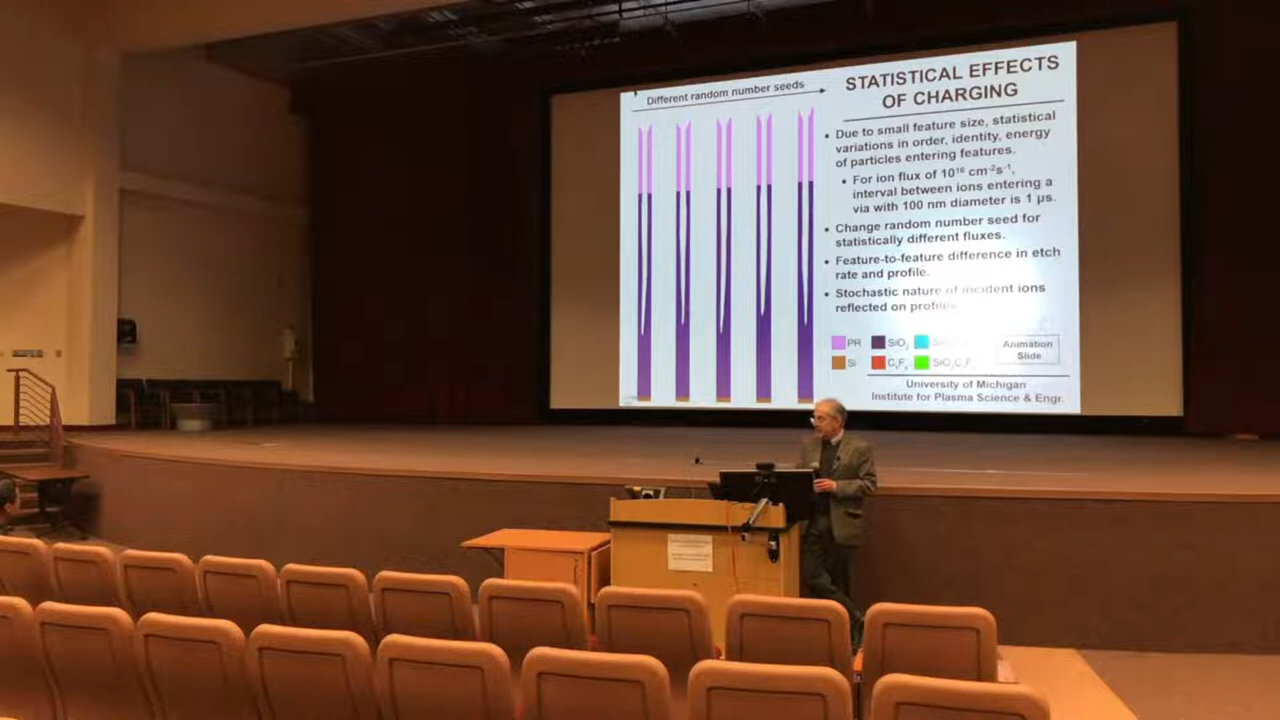 Different random number seeds
STATISTICAL EFFECTS
OF CHARGING
• Due to small feature size, statistical
variations in order, identity, energy
of particles entering features.
• For ion flux of 10¹⁶ cm⁻²s⁻¹,
interval between ions entering a
via with 100 nm diameter is 1 µs.
• Change random number seed for
statistically different fluxes.
• Feature-to-feature difference in etch
rate and profile.
• Stochastic nature of incident ions
reflected on profiles
PR SiO₂
Si
Animation
Slide
University of Michigan
Institute for Plasma Science & Engr.